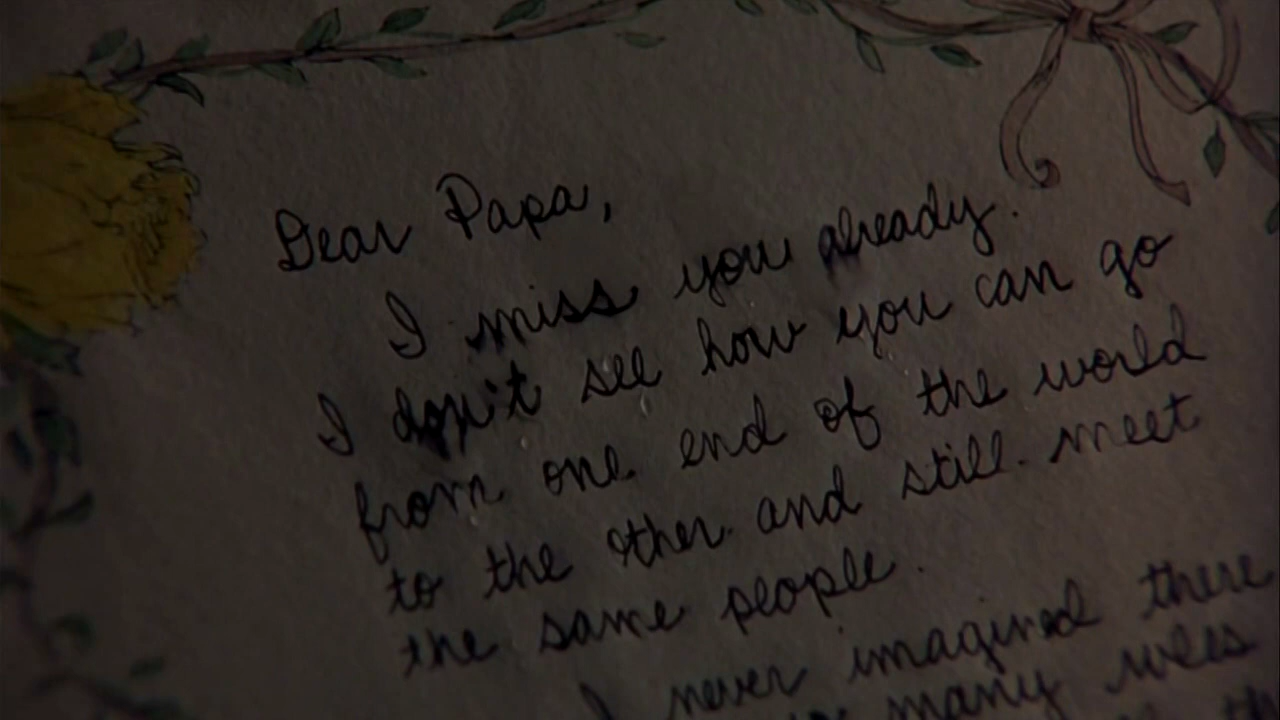 Dear Papa,
I miss you already.
I don't see how you can go
from one end of the world
to the other and still meet
the same people.
I never imagined there
many rules